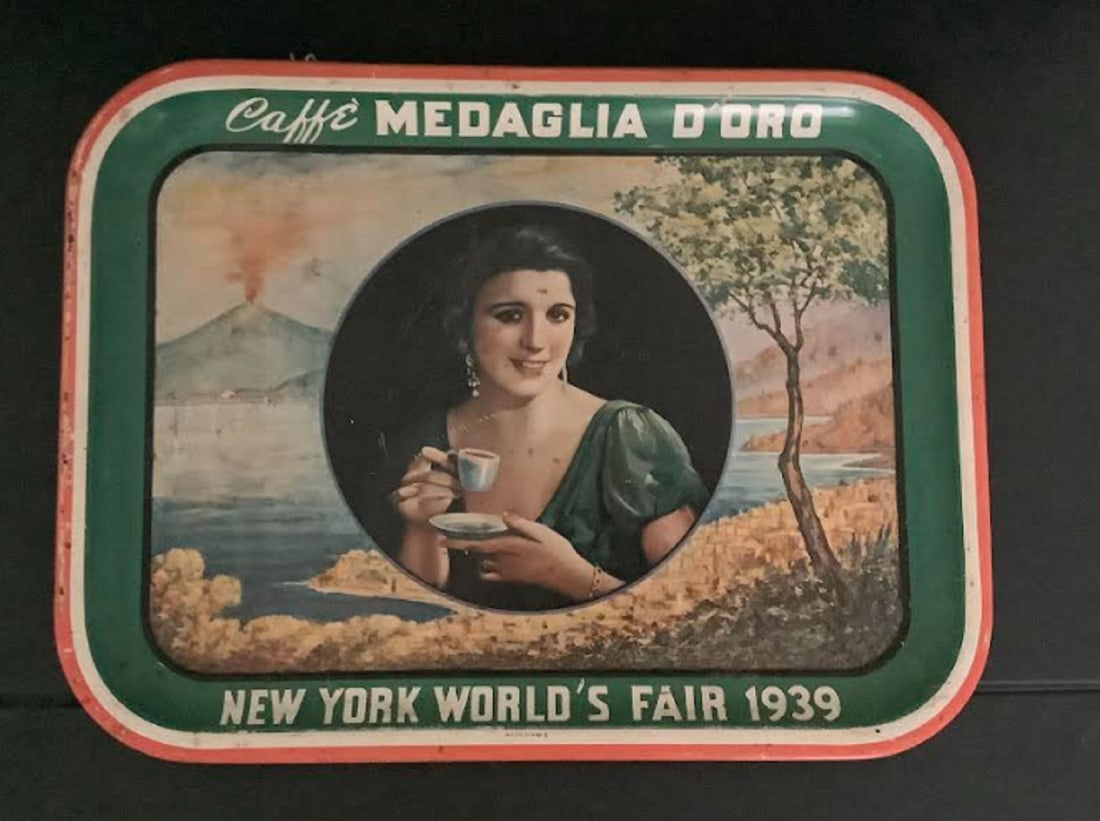 Caffè MEDAGLIA D'ORO
NEW YORK WORLD'S FAIR 1939